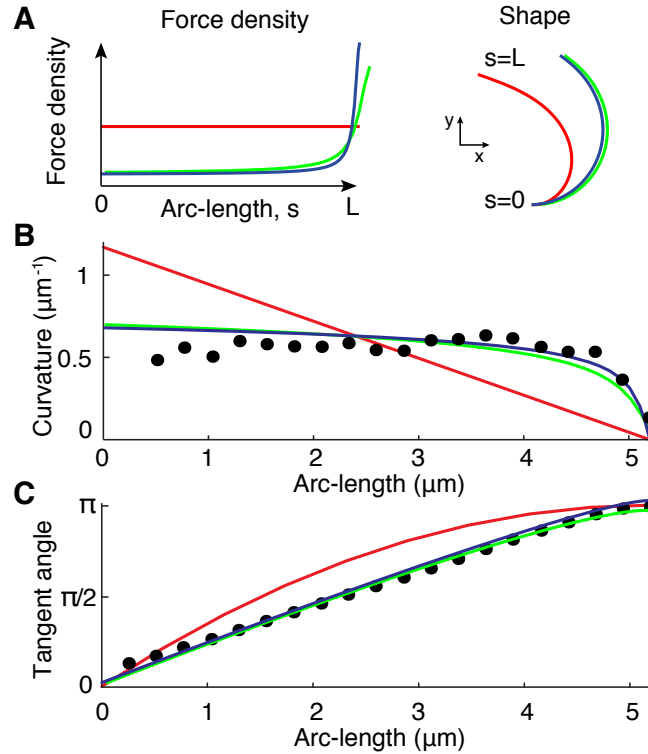 A
Force density
Shape
Force density
0
Arc-length, s
L
s=L
y
x
s=0
B
Curvature (μm⁻¹)
1
0.5
0
0
1
2
3
4
5
Arc-length (μm)
C
Tangent angle
π
π/2
0
0
1
2
3
4
5
Arc-length (μm)